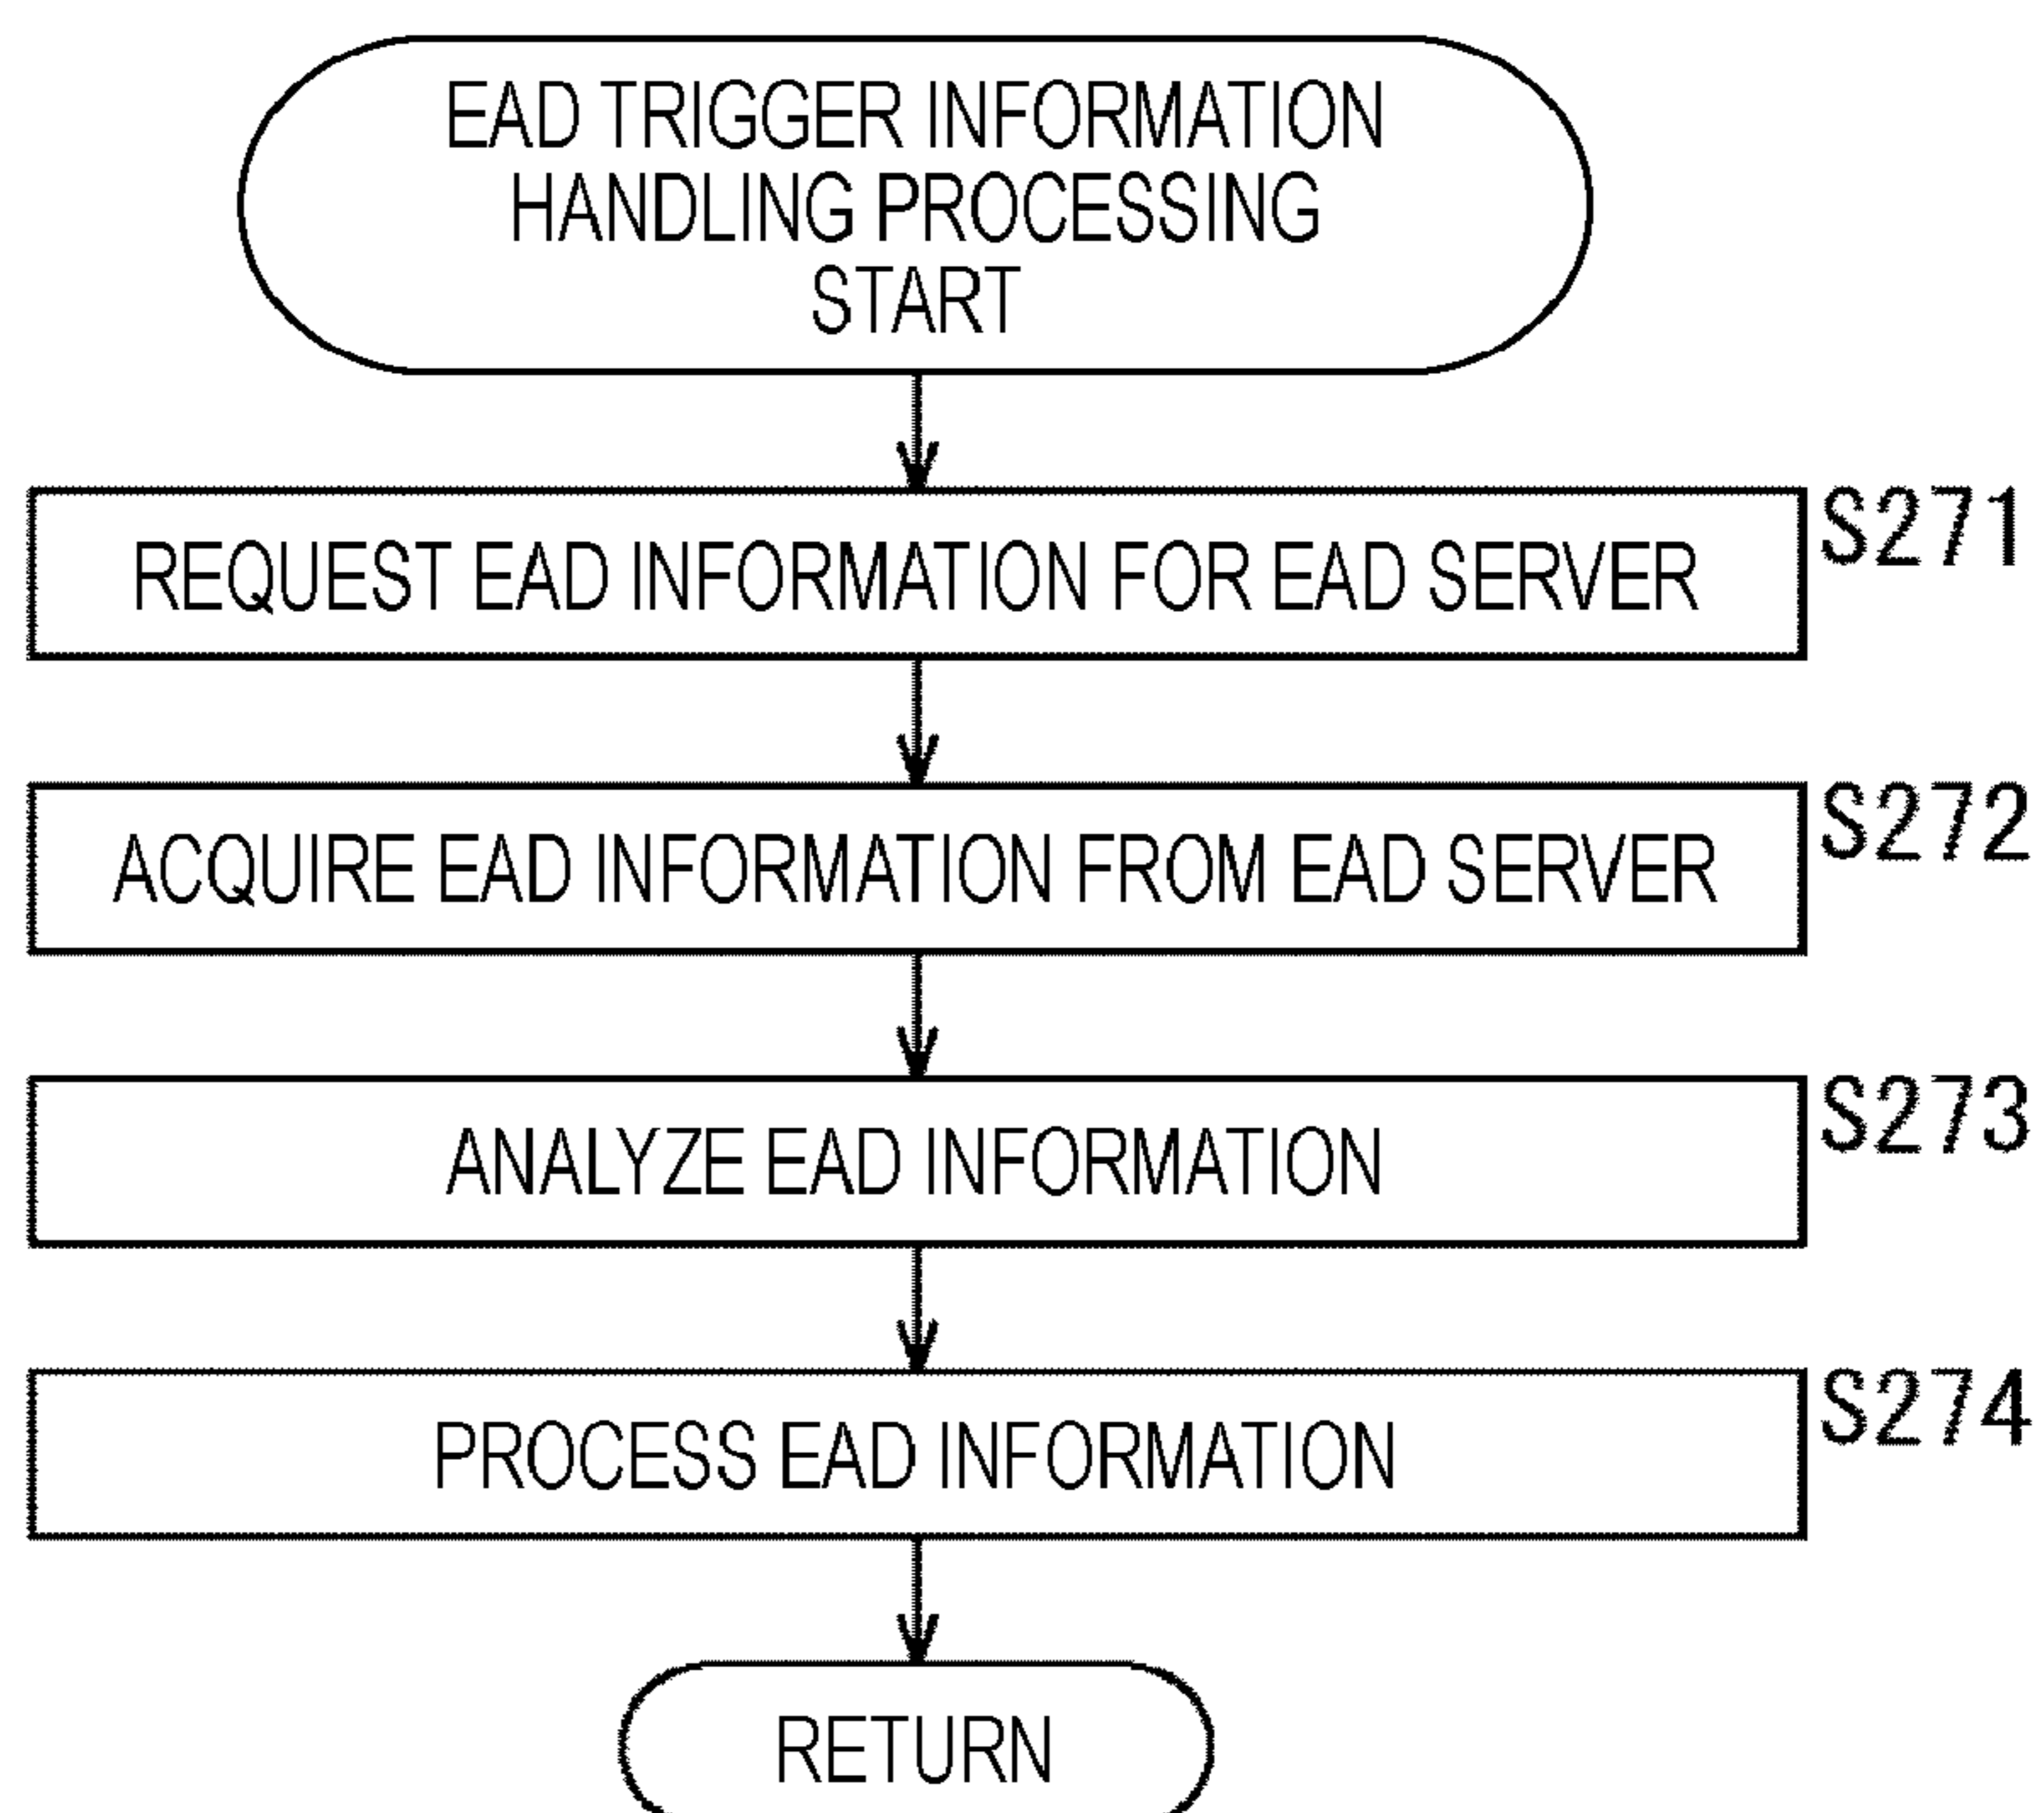 EAD TRIGGER INFORMATION
HANDLING PROCESSING
START
REQUEST EAD INFORMATION FOR EAD SERVER
S271
ACQUIRE EAD INFORMATION FROM EAD SERVER
S272
ANALYZE EAD INFORMATION
S273
PROCESS EAD INFORMATION
S274
RETURN